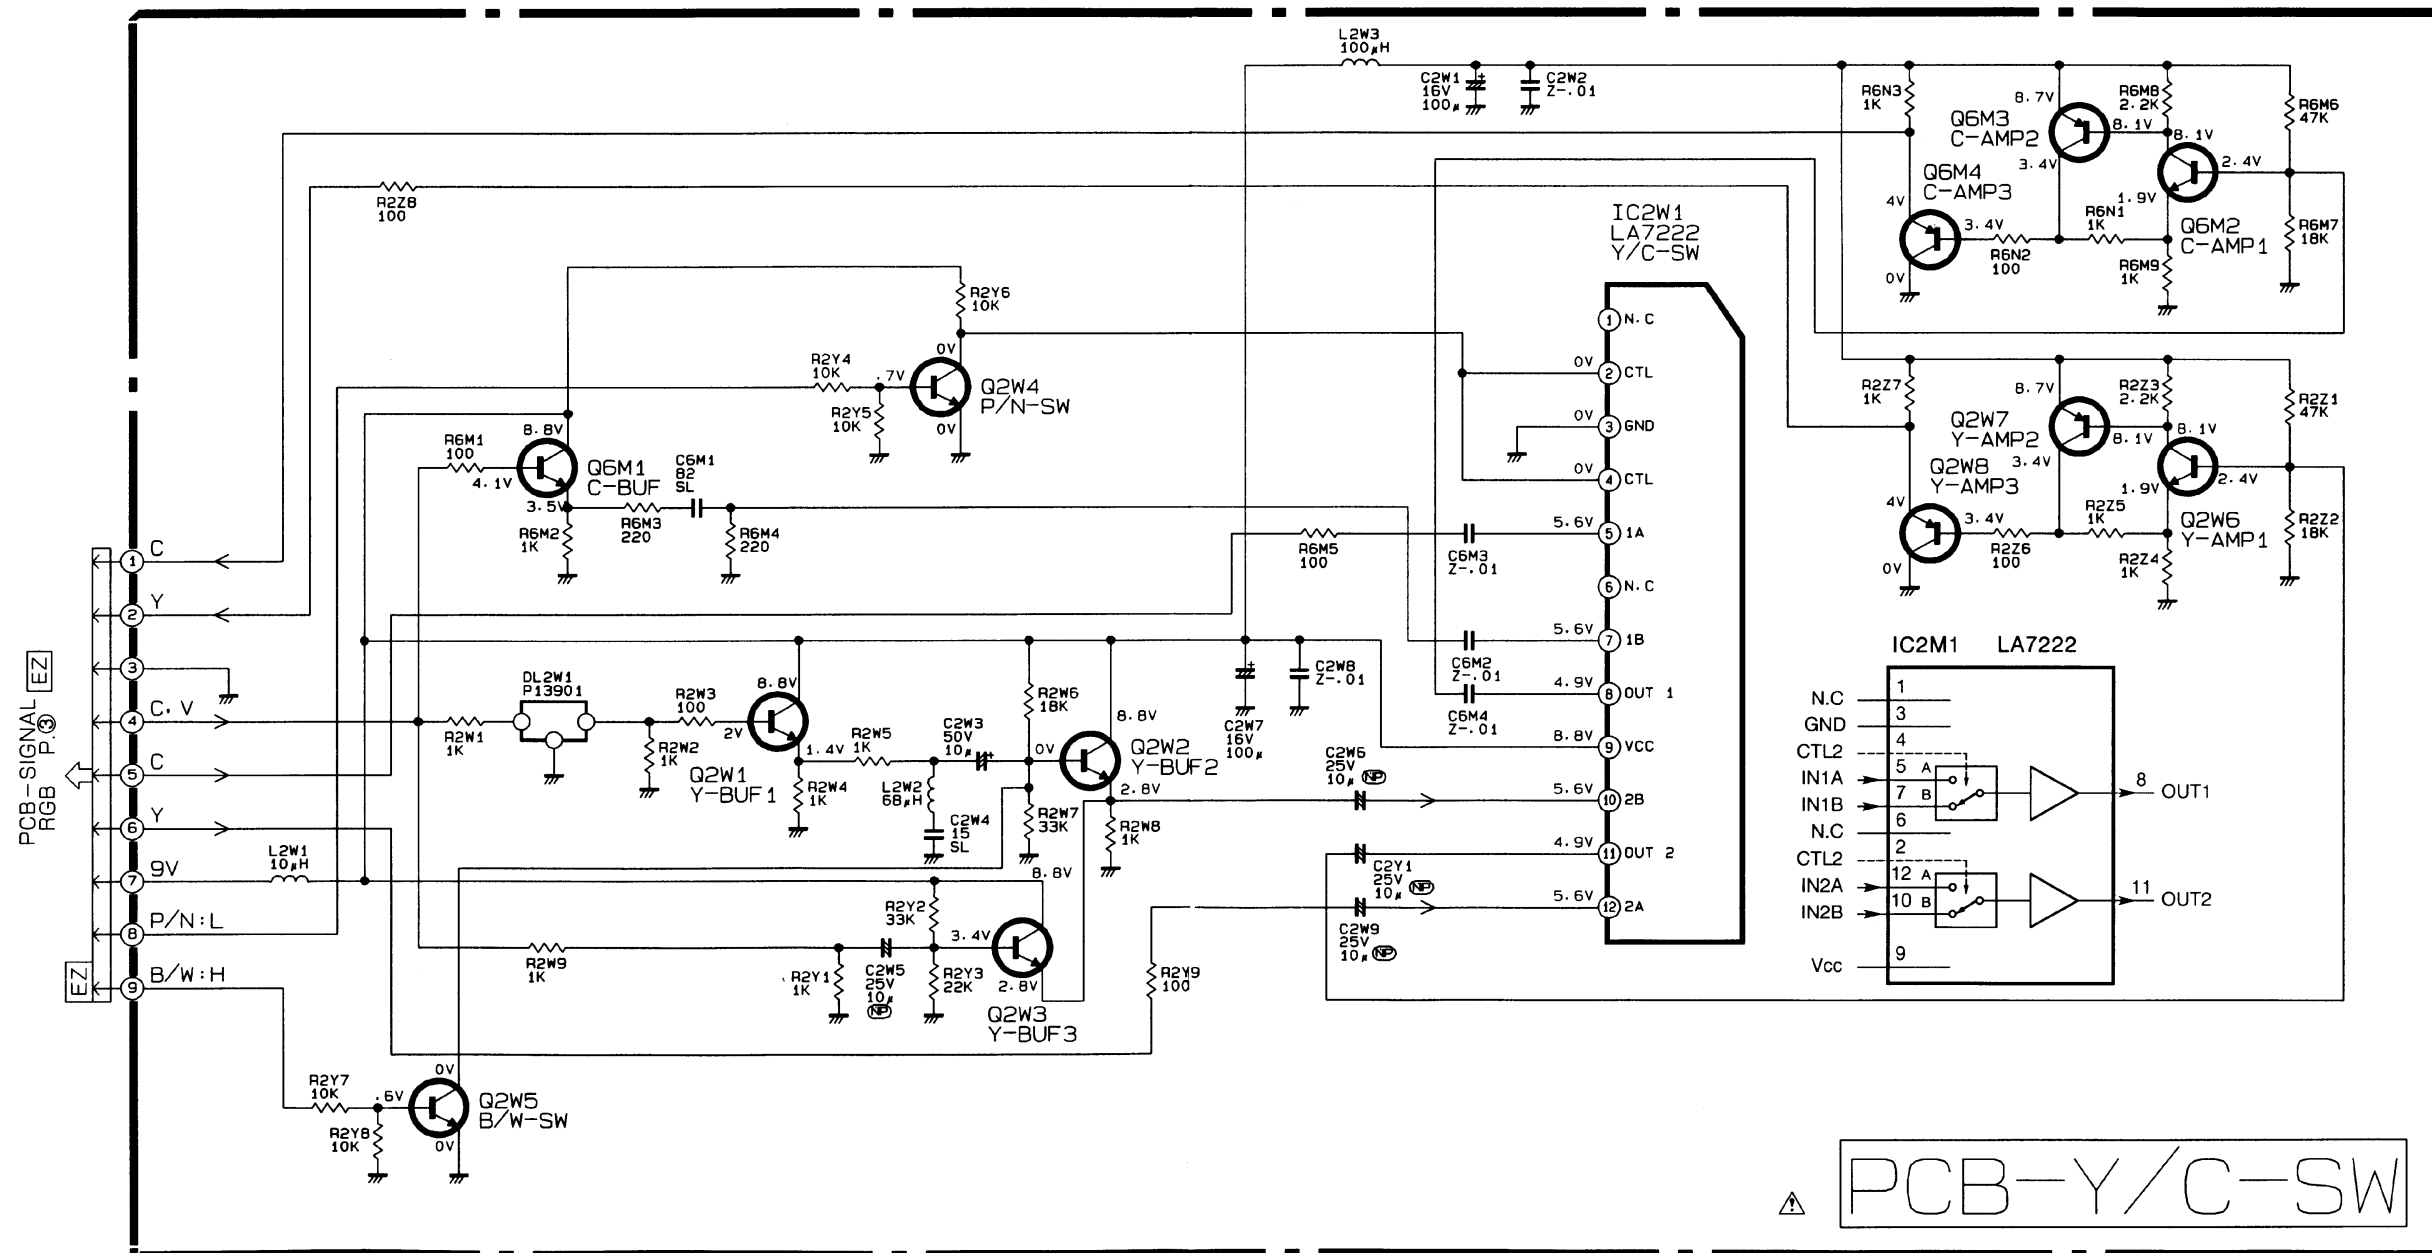 L2W3
100μH
C2W1
16V
100μ
C2W2
Z-.01
R6N3
1K
8.7V
Q6M3
C-AMP2
3.4V
R6M8
2.2K
8.1V
8.1V
R6M6
47K
2.4V
Q6M4
C-AMP3
4V
3.4V
R6N2
100
0V
R6N1
1K
1.9V
Q6M2
C-AMP1
R6M9
1K
R6M7
18K
R2Z8
100
IC2W1
LA7222
Y/C-SW
R2Y6
10K
R2Y4
10K
.7V
R2Y5
10K
0V
Q2W4
P/N-SW
0V
8.8V
R6M1
100
4.1V
Q6M1
C-BUF
3.5V
R6M2
1K
R6M3
220
C6M1
82
SL
R6M4
220
R6M5
100
C6M3
Z-.01
C6M2
Z-.01
C6M4
Z-.01
1 N.C
0V 2 CTL
0V 3 GND
0V 4 CTL
5.6V 5 1A
6 N.C
5.6V 7 1B
4.9V 8 OUT 1
8.8V 9 VCC
5.6V 10 2B
4.9V 11 OUT 2
5.6V 12 2A
R2Z7
1K
8.7V
Q2W7
Y-AMP2
3.4V
R2Z3
2.2K
8.1V
8.1V
R2Z1
47K
2.4V
Q2W8
Y-AMP3
4V
3.4V
R2Z6
100
0V
R2Z5
1K
1.9V
Q2W6
Y-AMP1
R2Z4
1K
R2Z2
18K
PCB-SIGNAL EZ
RGB P.③
EZ
1 C
2 Y
3
4 C, V
5 C
6 Y
7 9V
8 P/N:L
9 B/W:H
L2W1
10μH
R2W1
1K
DL2W1
P13901
R2W2
1K
R2W3
100
2V
8.8V
Q2W1
Y-BUF1
1.4V
R2W4
1K
R2W5
1K
L2W2
68μH
C2W4
15
SL
C2W3
50V
10μ
R2W6
18K
0V
R2W7
33K
8.8V
Q2W2
Y-BUF2
2.8V
R2W8
1K
C2W7
16V
100μ
C2W8
Z-.01
C2W6
25V
10μ NP
C2Y1
25V
10μ NP
C2W9
25V
10μ NP
R2W9
1K
R2Y1
1K
C2W5
25V
10μ
NP
R2Y2
33K
R2Y3
22K
3.4V
8.8V
2.8V
Q2W3
Y-BUF3
R2Y9
100
R2Y7
10K
.6V
R2Y8
10K
0V
Q2W5
B/W-SW
0V
IC2M1 LA7222
N.C 1
GND 3
CTL2 4
IN1A 5 A
IN1B 7 B
8 OUT1
N.C 6
CTL2 2
IN2A 12 A
IN2B 10 B
11 OUT2
Vcc 9
PCB-Y/C-SW